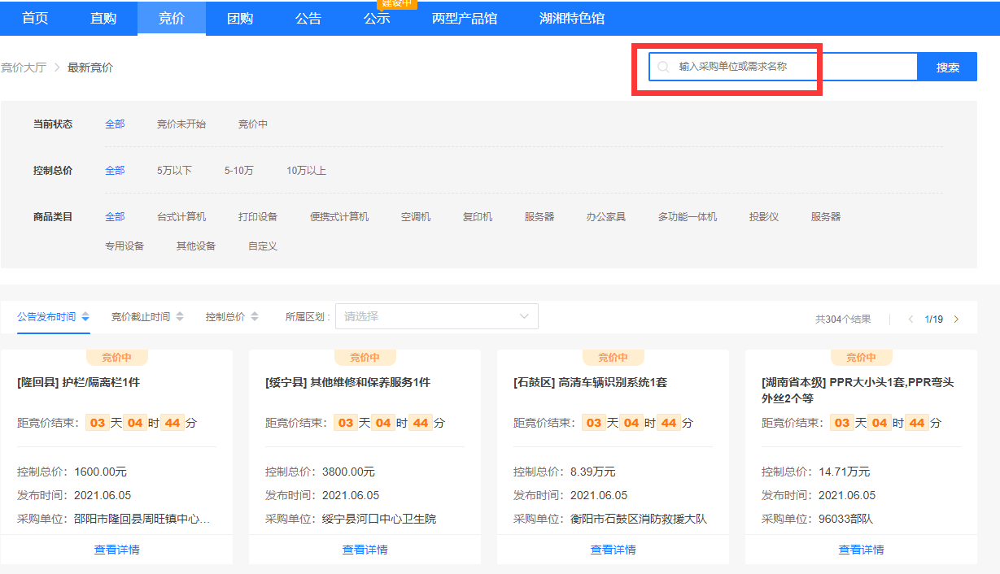 建设中
首页 直购 竞价 团购 公告 公示 两型产品馆 湖湘特色馆
竞价大厅 > 最新竞价
输入采购单位或需求名称 搜索
当前状态 全部 竞价未开始 竞价中
控制总价 全部 5万以下 5-10万 10万以上
商品类目 全部 台式计算机 打印设备 便携式计算机 空调机 复印机 服务器 办公家具 多功能一体机 投影仪 服务器
专用设备 其他设备 自定义
公告发布时间 竞价截止时间 控制总价 所属区划： 请选择 共304个结果 < 1/19 >
竞价中
[隆回县] 护栏/隔离栏1件
距竞价结束： 03 天 04 时 44 分
控制总价：1600.00元
发布时间：2021.06.05
采购单位：邵阳市隆回县周旺镇中心...
查看详情
竞价中
[绥宁县] 其他维修和保养服务1件
距竞价结束： 03 天 04 时 44 分
控制总价：3800.00元
发布时间：2021.06.05
采购单位：绥宁县河口中心卫生院
查看详情
竞价中
[石鼓区] 高清车辆识别系统1套
距竞价结束： 03 天 04 时 44 分
控制总价：8.39万元
发布时间：2021.06.05
采购单位：衡阳市石鼓区消防救援大队
查看详情
竞价中
[湖南省本级] PPR大小头1套,PPR弯头
外丝2个等
距竞价结束： 03 天 04 时 44 分
控制总价：14.71万元
发布时间：2021.06.05
采购单位：96033部队
查看详情